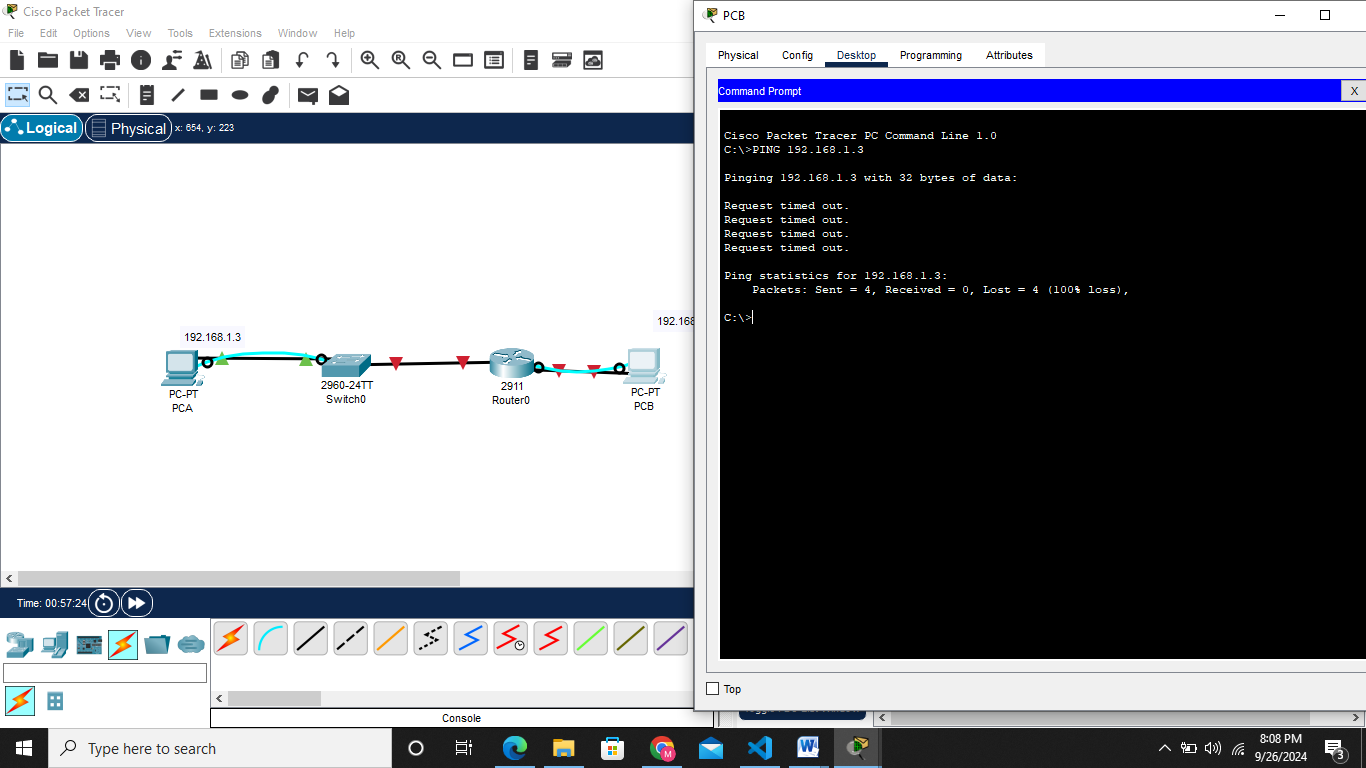 Cisco Packet Tracer
File Edit Options View Tools Extensions Window Help
Logical
Physical
x: 654, y: 223
192.168.1.3
192.168
PC-PT
PCA
2960-24TT
Switch0
2911
Router0
PC-PT
PCB
Time: 00:57:24
Console
PCB
Physical Config Desktop Programming Attributes
Command Prompt
X
Cisco Packet Tracer PC Command Line 1.0
C:\>PING 192.168.1.3
Pinging 192.168.1.3 with 32 bytes of data:
Request timed out.
Request timed out.
Request timed out.
Request timed out.
Ping statistics for 192.168.1.3:
Packets: Sent = 4, Received = 0, Lost = 4 (100% loss),
C:\>
Top
Type here to search
8:08 PM
9/26/2024
3